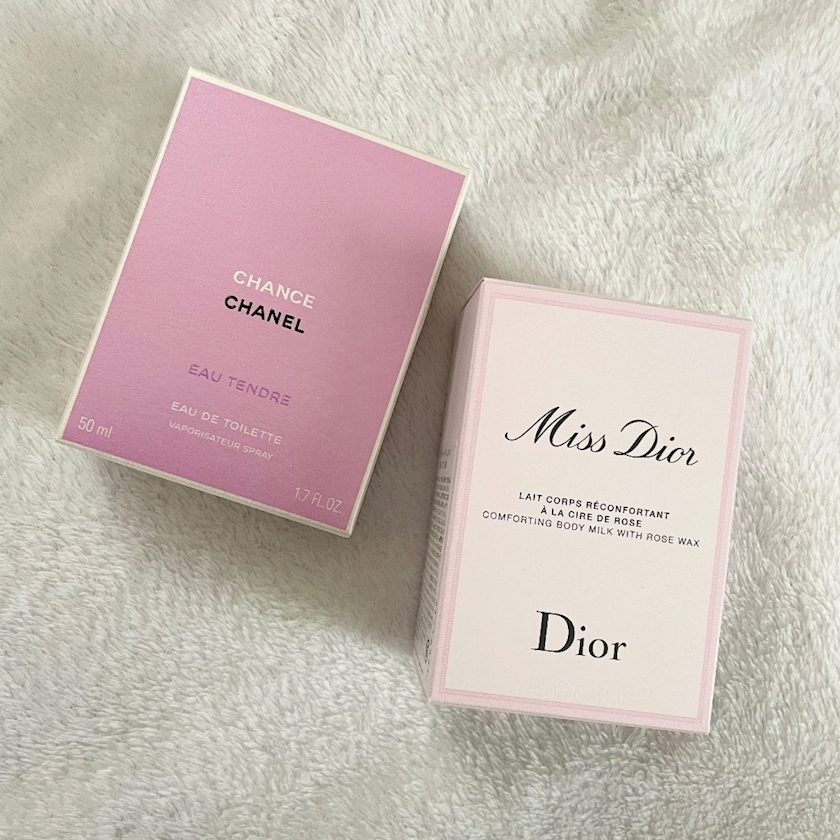 CHANCE
CHANEL
EAU TENDRE
EAU DE TOILETTE
VAPORISATEUR SPRAY
50 ml
1.7 FL.OZ.
Miss Dior
LAIT CORPS RÉCONFORTANT
À LA CIRE DE ROSE
COMFORTING BODY MILK WITH ROSE WAX
Dior